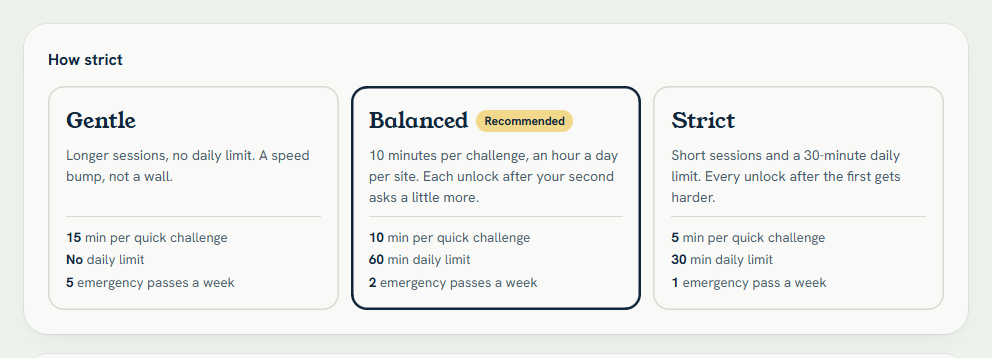 How strict
Gentle
Longer sessions, no daily limit. A speed
bump, not a wall.
15 min per quick challenge
No daily limit
5 emergency passes a week
Balanced Recommended
10 minutes per challenge, an hour a day
per site. Each unlock after your second
asks a little more.
10 min per quick challenge
60 min daily limit
2 emergency passes a week
Strict
Short sessions and a 30-minute daily
limit. Every unlock after the first gets
harder.
5 min per quick challenge
30 min daily limit
1 emergency pass a week